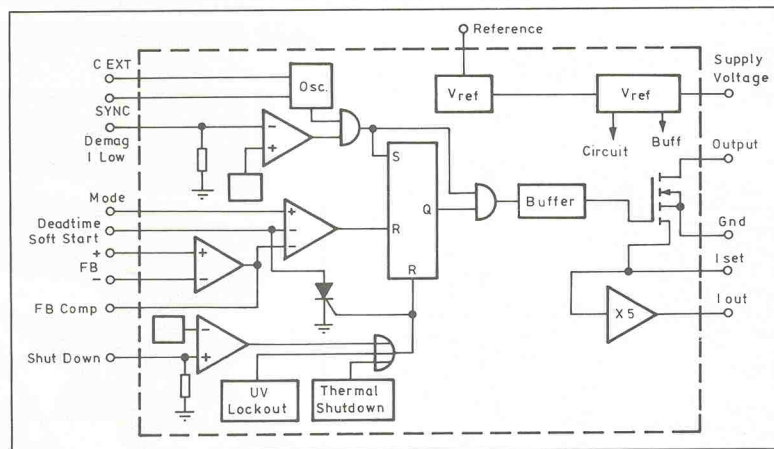 Reference
C EXT
SYNC
Demag
I Low
Osc.
Vref
Vref
Supply
Voltage
Circuit
Buff
Output
Mode
Deadtime
Soft Start
+
FB
−
FB Comp
Shut Down
−
+
+
−
−
+
−
−
+
S
R
Q
R
Buffer
Gnd
I set
I out
X5
UV
Lockout
Thermal
Shutdown